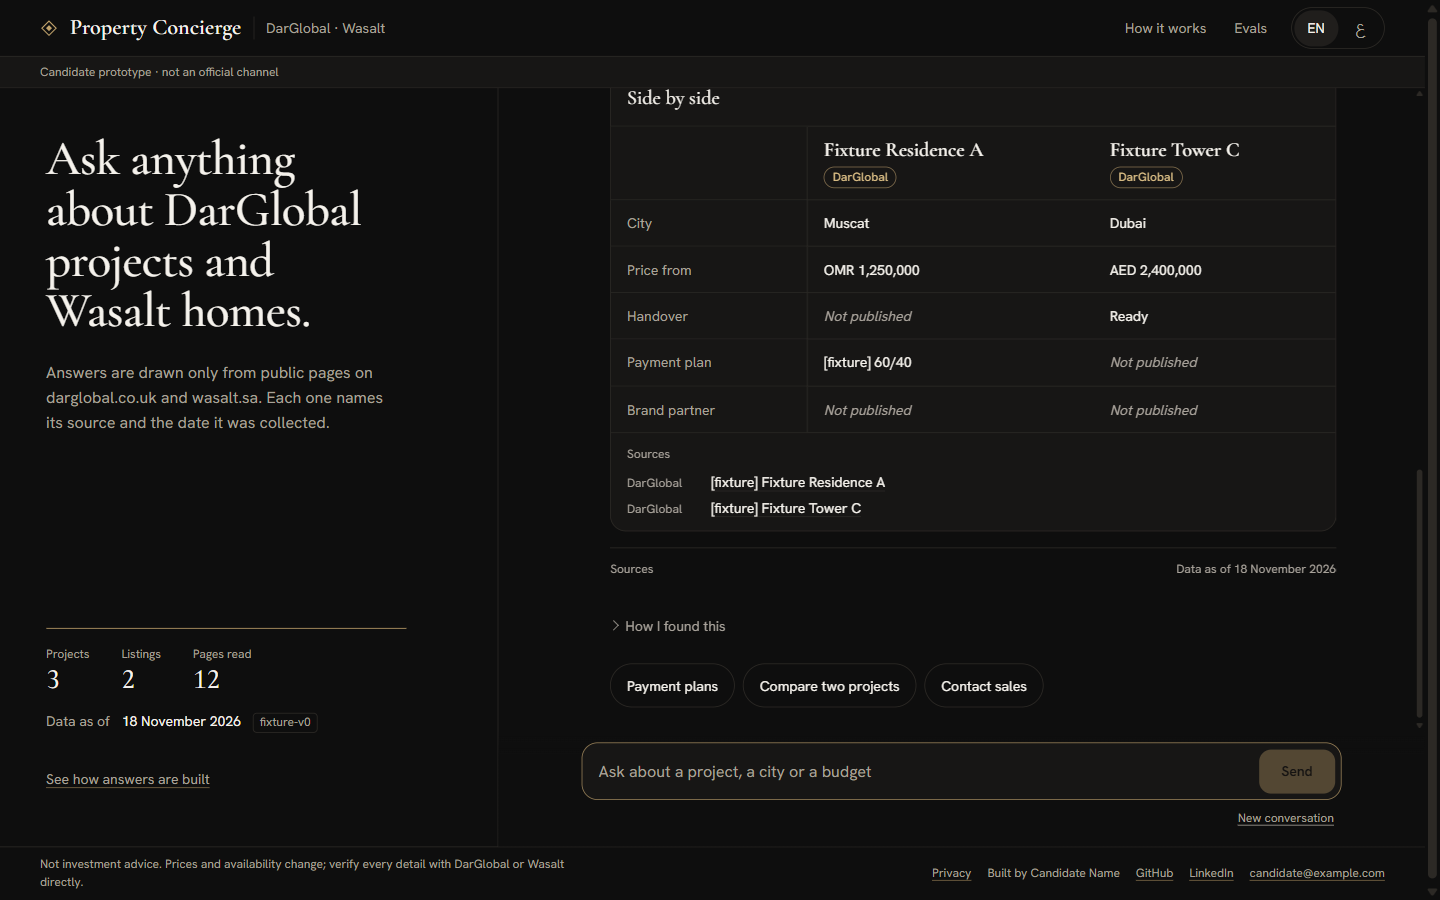 Property Concierge
DarGlobal · Wasalt
How it works
Evals
EN
ع
Candidate prototype · not an official channel
Ask anything
about DarGlobal
projects and
Wasalt homes.
Answers are drawn only from public pages on
darglobal.co.uk and wasalt.sa. Each one names
its source and the date it was collected.
Projects
3
Listings
2
Pages read
12
Data as of 18 November 2026 fixture-v0
See how answers are built
Side by side
Fixture Residence A
DarGlobal
Fixture Tower C
DarGlobal
City Muscat Dubai
Price from OMR 1,250,000 AED 2,400,000
Handover Not published Ready
Payment plan [fixture] 60/40 Not published
Brand partner Not published Not published
Sources
DarGlobal [fixture] Fixture Residence A
DarGlobal [fixture] Fixture Tower C
Sources Data as of 18 November 2026
How I found this
Payment plans
Compare two projects
Contact sales
Ask about a project, a city or a budget
Send
New conversation
Not investment advice. Prices and availability change; verify every detail with DarGlobal or Wasalt
directly.
Privacy Built by Candidate Name GitHub LinkedIn candidate@example.com